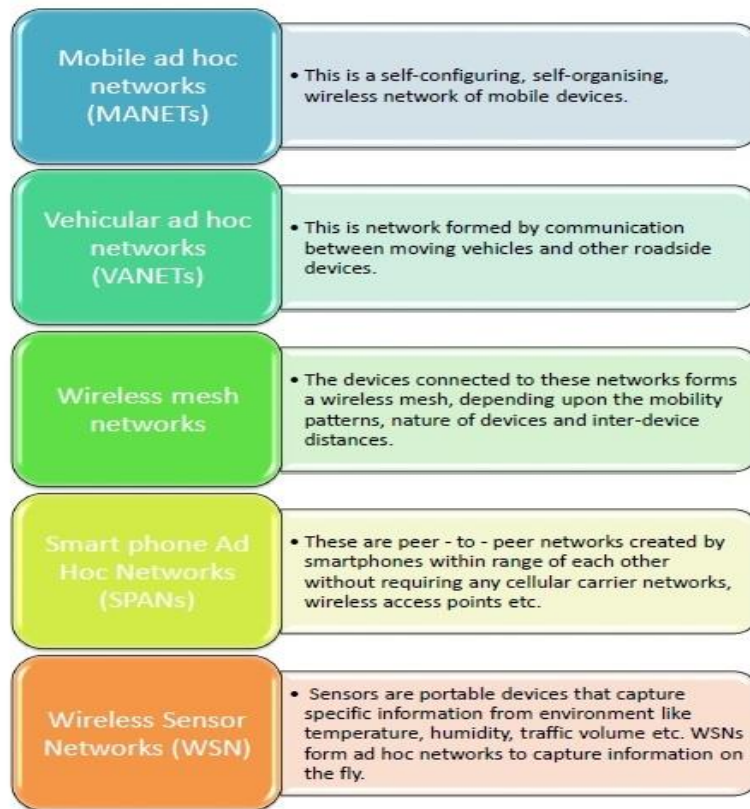 Mobile ad hoc
networks
(MANETs)
• This is a self-configuring, self-organising,
wireless network of mobile devices.
Vehicular ad hoc
networks
(VANETs)
• This is network formed by communication
between moving vehicles and other roadside
devices.
Wireless mesh
networks
• The devices connected to these networks forms
a wireless mesh, depending upon the mobility
patterns, nature of devices and inter-device
distances.
Smart phone Ad
Hoc Networks
(SPANs)
• These are peer - to - peer networks created by
smartphones within range of each other
without requiring any cellular carrier networks,
wireless access points etc.
Wireless Sensor
Networks (WSN)
• Sensors are portable devices that capture
specific information from environment like
temperature, humidity, traffic volume etc. WSNs
form ad hoc networks to capture information on
the fly.